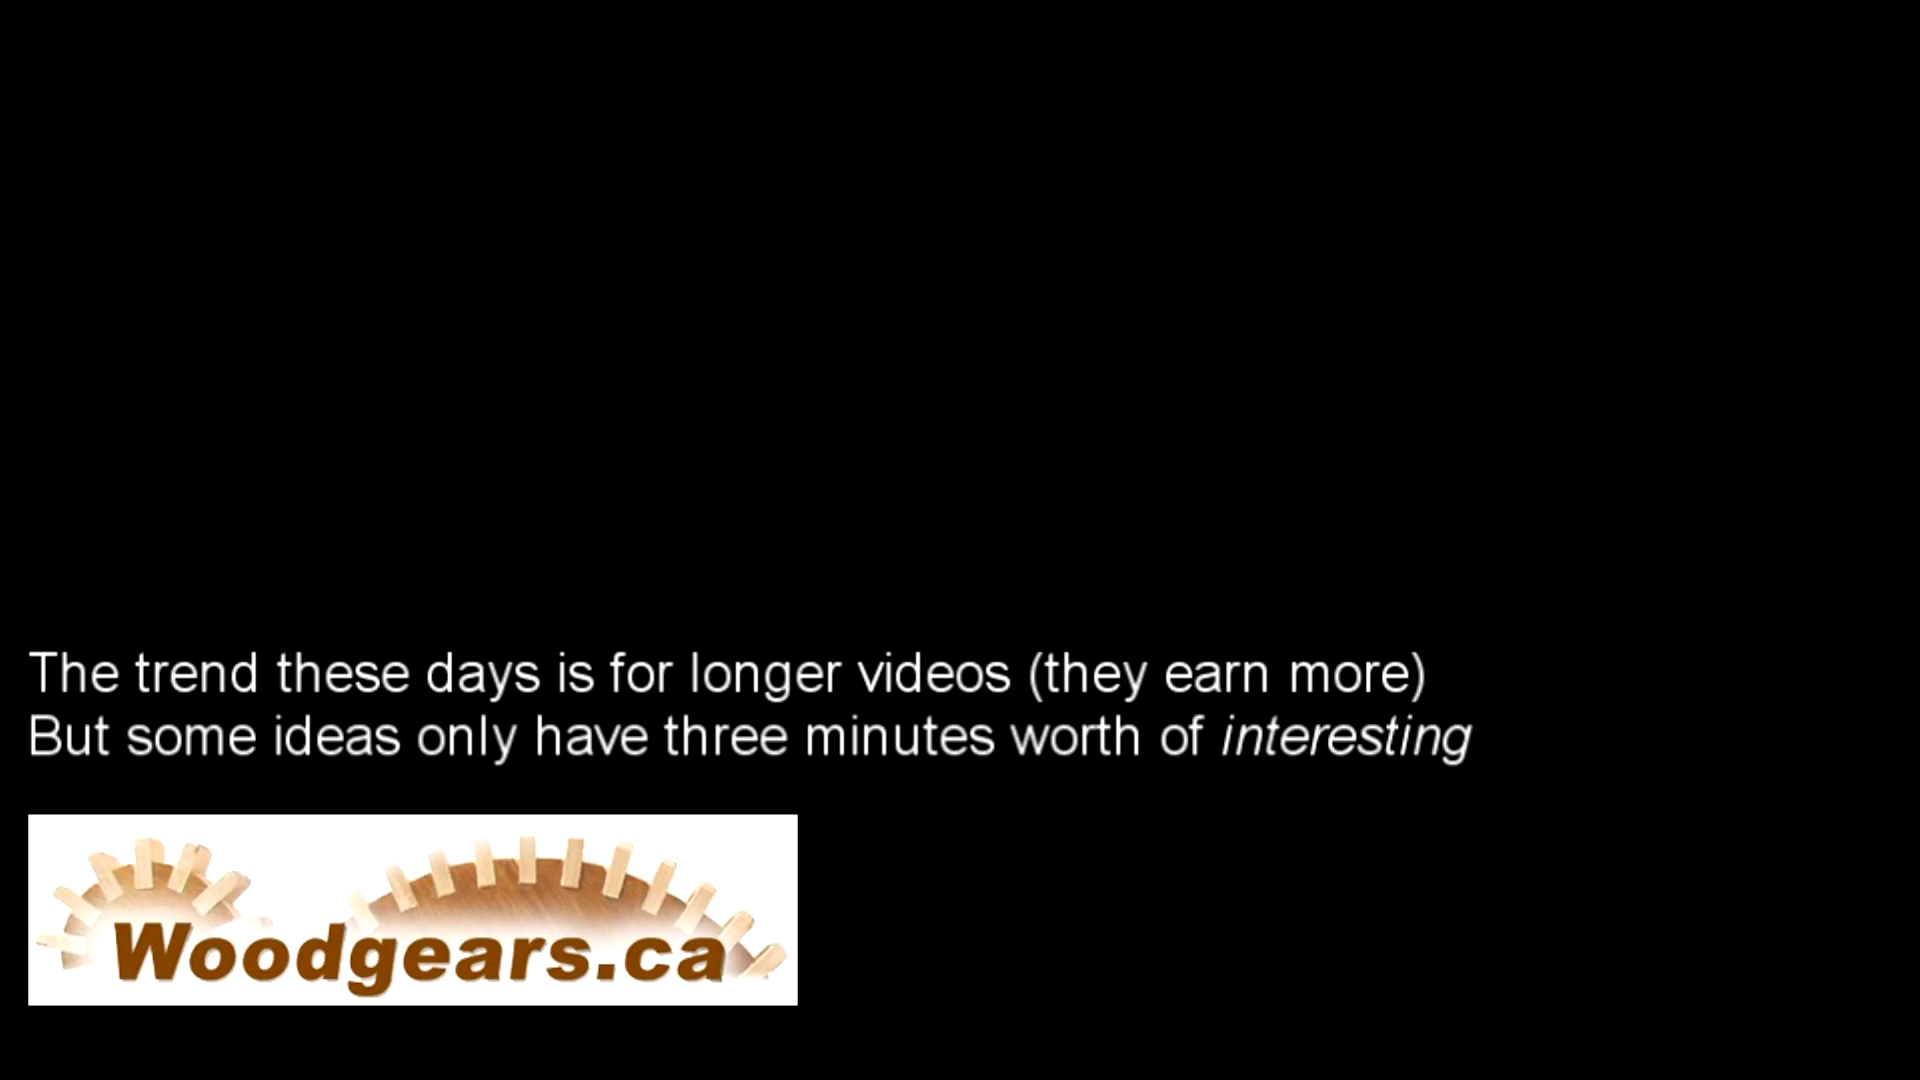 The trend these days is for longer videos (they earn more)
But some ideas only have three minutes worth of interesting
Woodgears.ca